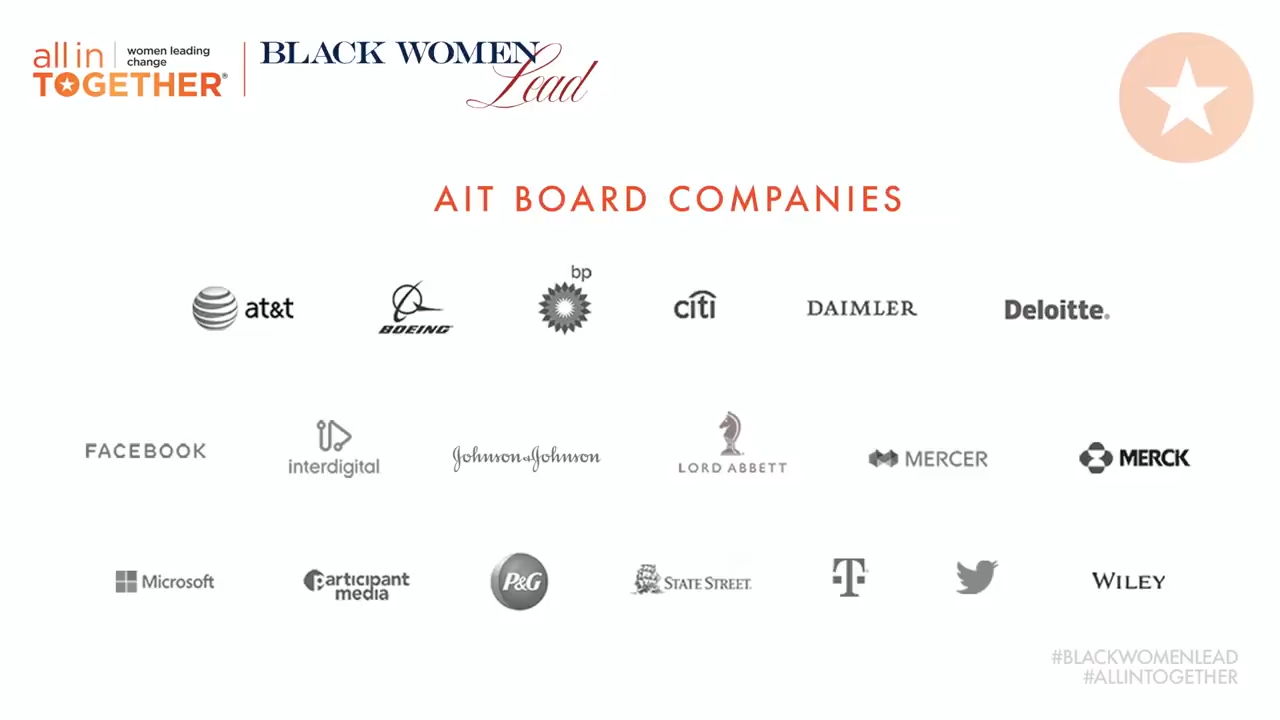 all in
TOGETHER®
women leading
change
BLACK WOMEN
Lead
AIT BOARD COMPANIES
at&t
BOEING
bp
citi
DAIMLER
Deloitte.
FACEBOOK
interdigital
Johnson&Johnson
LORD ABBETT
MERCER
MERCK
Microsoft
participant
media
P&G
STATE STREET.
T
WILEY
#BLACKWOMENLEAD
#ALLINTOGETHER